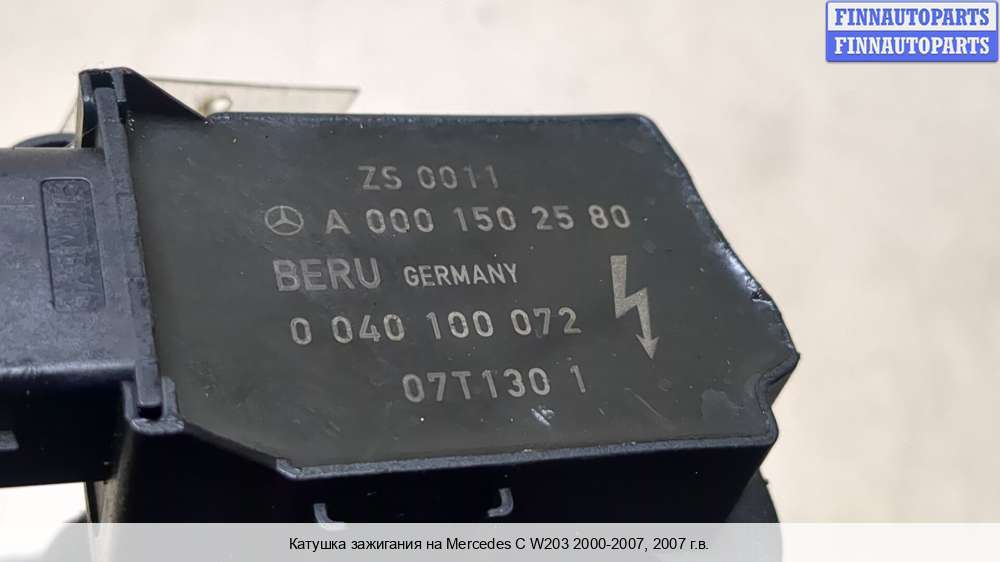 FINNAUTOPARTS
FINNAUTOPARTS
ZS 0011
A 000 150 25 80
BERU GERMANY
0 040 100 072
07T130 1
Катушка зажигания на Mercedes C W203 2000-2007, 2007 г.в.